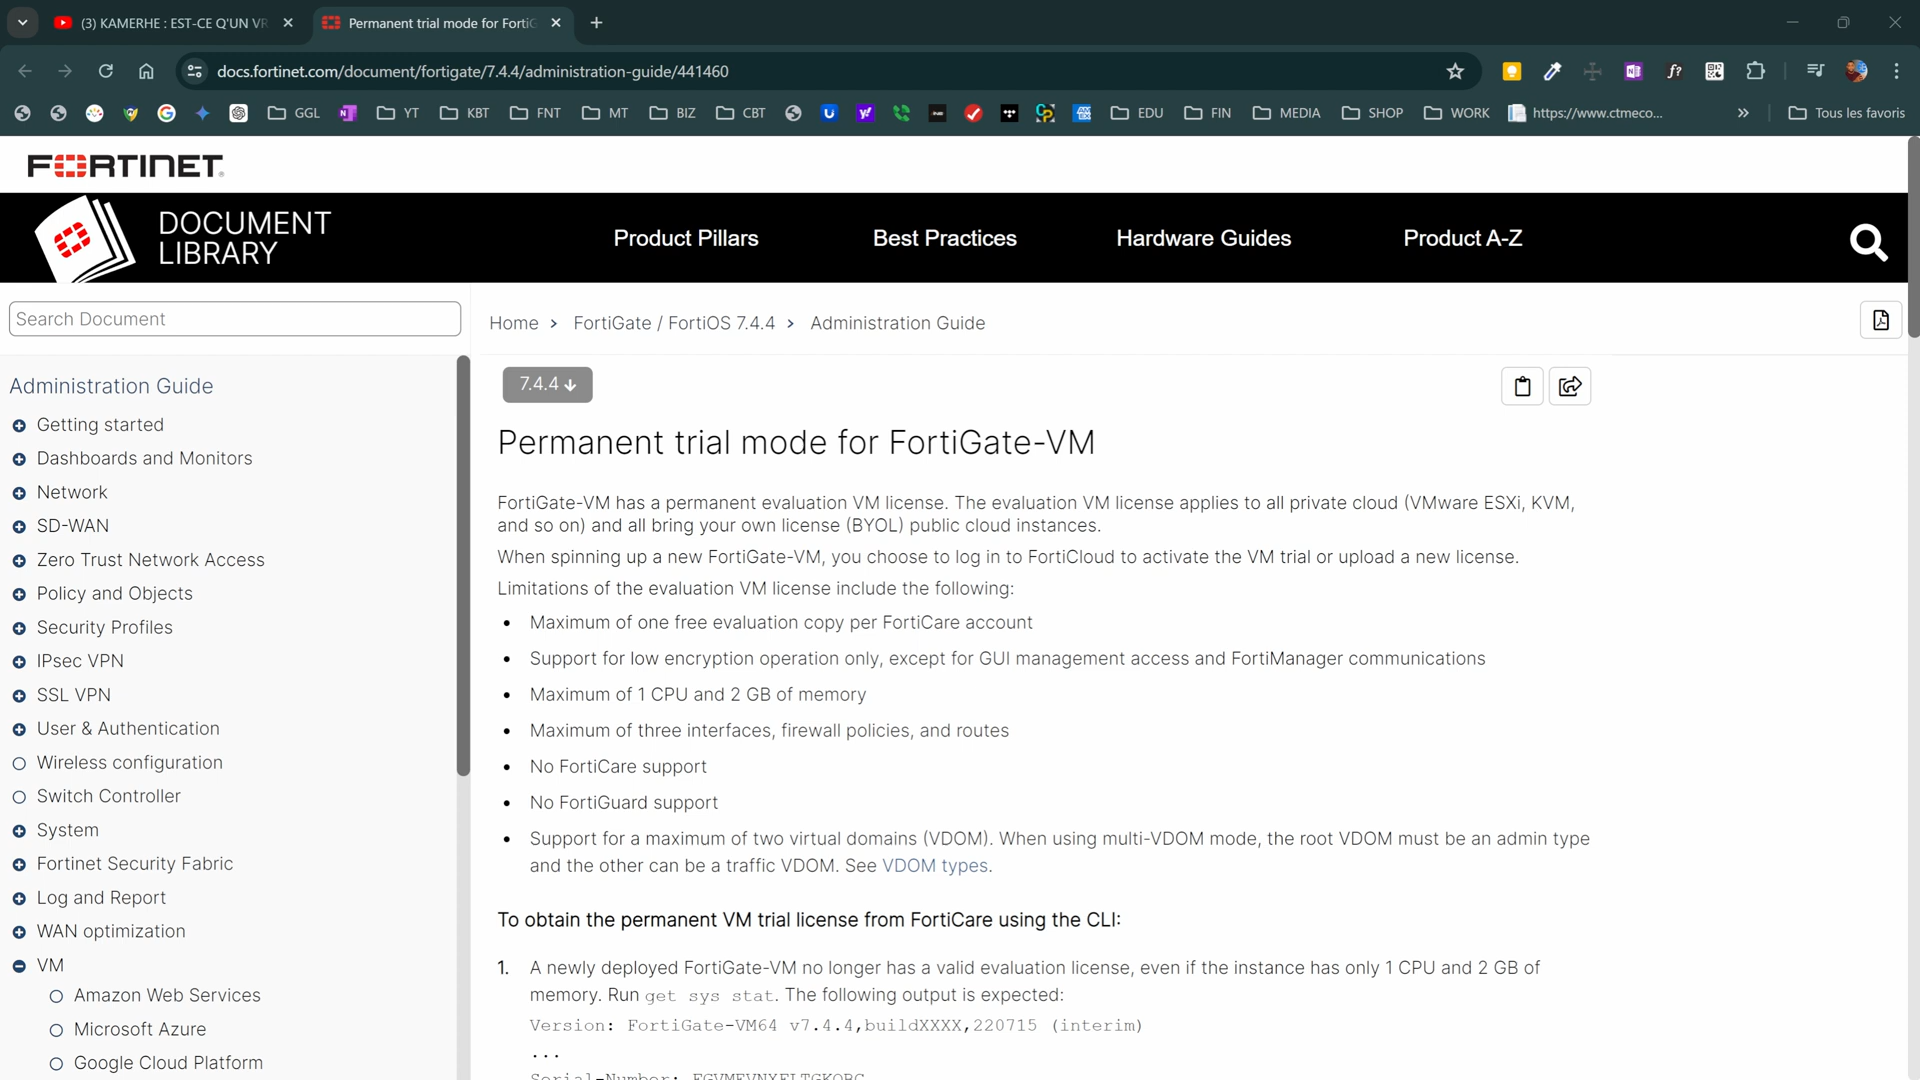 (3) KAMERHE : EST-CE Q'UN VR
Permanent trial mode for FortiG
docs.fortinet.com/document/fortigate/7.4.4/administration-guide/441460
GGL
YT
KBT
FNT
MT
BIZ
CBT
EDU
FIN
MEDIA
SHOP
WORK
https://www.ctmeco...
Tous les favoris
FORTINET
DOCUMENT
LIBRARY
Product Pillars
Best Practices
Hardware Guides
Product A-Z
Search Document
Home > FortiGate / FortiOS 7.4.4 > Administration Guide
Administration Guide
Getting started
Dashboards and Monitors
Network
SD-WAN
Zero Trust Network Access
Policy and Objects
Security Profiles
IPsec VPN
SSL VPN
User & Authentication
Wireless configuration
Switch Controller
System
Fortinet Security Fabric
Log and Report
WAN optimization
VM
Amazon Web Services
Microsoft Azure
Google Cloud Platform
7.4.4
Permanent trial mode for FortiGate-VM
FortiGate-VM has a permanent evaluation VM license. The evaluation VM license applies to all private cloud (VMware ESXi, KVM,
and so on) and all bring your own license (BYOL) public cloud instances.
When spinning up a new FortiGate-VM, you choose to log in to FortiCloud to activate the VM trial or upload a new license.
Limitations of the evaluation VM license include the following:
• Maximum of one free evaluation copy per FortiCare account
• Support for low encryption operation only, except for GUI management access and FortiManager communications
• Maximum of 1 CPU and 2 GB of memory
• Maximum of three interfaces, firewall policies, and routes
• No FortiCare support
• No FortiGuard support
• Support for a maximum of two virtual domains (VDOM). When using multi-VDOM mode, the root VDOM must be an admin type
and the other can be a traffic VDOM. See VDOM types.
To obtain the permanent VM trial license from FortiCare using the CLI:
1. A newly deployed FortiGate-VM no longer has a valid evaluation license, even if the instance has only 1 CPU and 2 GB of
memory. Run get sys stat. The following output is expected:
Version: FortiGate-VM64 v7.4.4,buildXXXX,220715 (interim)
...
Serial-Number: